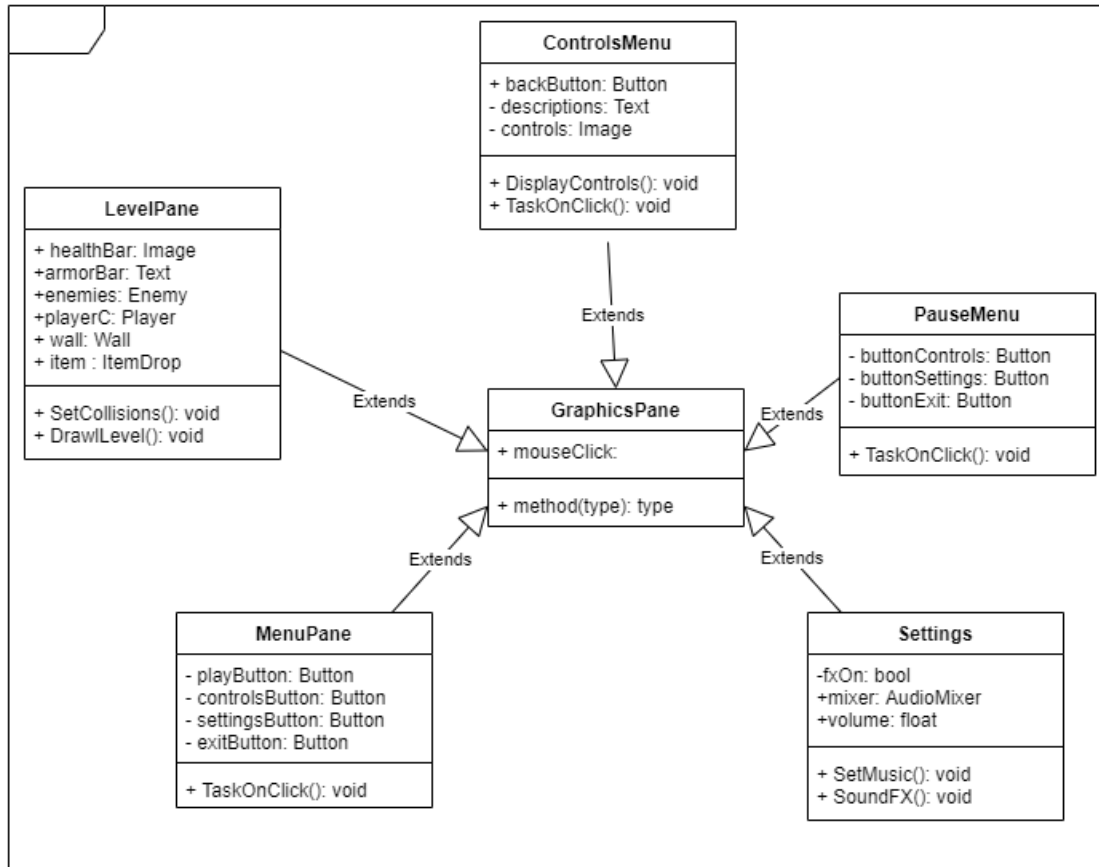 ControlsMenu
+ backButton: Button
- descriptions: Text
- controls: Image
+ DisplayControls(): void
+ TaskOnClick(): void
LevelPane
+ healthBar: Image
+armorBar: Text
+enemies: Enemy
+playerC: Player
+ wall: Wall
+ item : ItemDrop
+ SetCollisions(): void
+ DrawlLevel(): void
Extends
PauseMenu
- buttonControls: Button
- buttonSettings: Button
- buttonExit: Button
+ TaskOnClick(): void
Extends
Extends
GraphicsPane
+ mouseClick:
+ method(type): type
Extends
Extends
MenuPane
- playButton: Button
- controlsButton: Button
- settingsButton: Button
- exitButton: Button
+ TaskOnClick(): void
Settings
-fxOn: bool
+mixer: AudioMixer
+volume: float
+ SetMusic(): void
+ SoundFX(): void